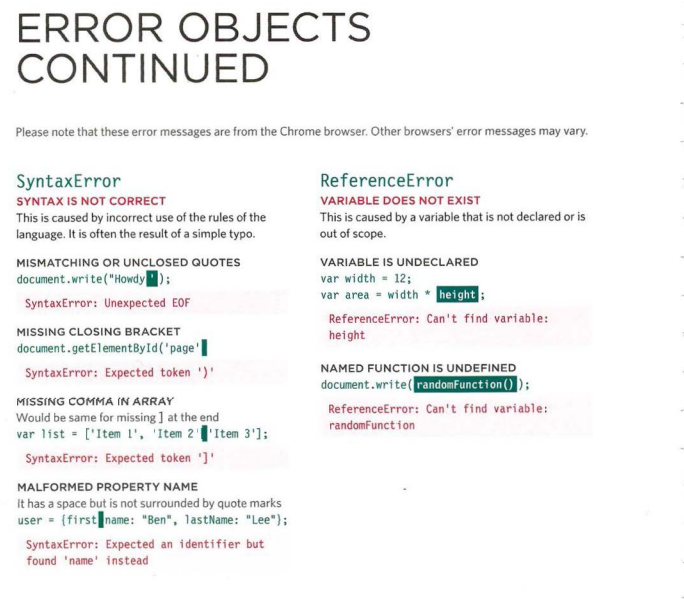 ERROR OBJECTS
CONTINUED
Please note that these error messages are from the Chrome browser. Other browsers' error messages may vary.
SyntaxError
SYNTAX IS NOT CORRECT
This is caused by incorrect use of the rules of the
language. It is often the result of a simple typo.
MISMATCHING OR UNCLOSED QUOTES
document.write("Howdy');
SyntaxError: Unexpected EOF
MISSING CLOSING BRACKET
document.getElementById('page'
SyntaxError: Expected token ')'
MISSING COMMA IN ARRAY
Would be same for missing ] at the end
var list = ['Item 1', 'Item 2' 'Item 3'];
SyntaxError: Expected token ']'
MALFORMED PROPERTY NAME
It has a space but is not surrounded by quote marks
user = {first name: "Ben", lastName: "Lee"};
SyntaxError: Expected an identifier but
found 'name' instead
ReferenceError
VARIABLE DOES NOT EXIST
This is caused by a variable that is not declared or is
out of scope.
VARIABLE IS UNDECLARED
var width = 12;
var area = width * height;
ReferenceError: Can't find variable:
height
NAMED FUNCTION IS UNDEFINED
document.write(randomFunction());
ReferenceError: Can't find variable:
randomFunction